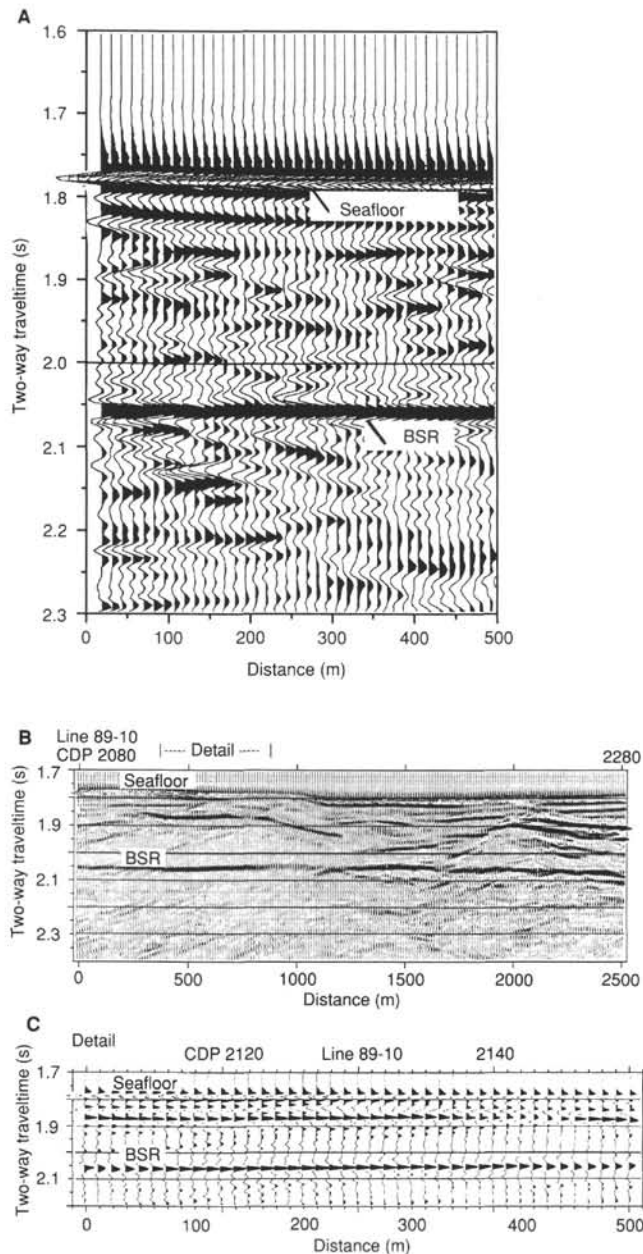 A
1.6
1.7
1.8
1.9
2.0
2.1
2.2
2.3
Two-way traveltime (s)
Seafloor
BSR
0 100 200 300 400 500
Distance (m)
B
Line 89-10
CDP 2080
|---- Detail ----|
2280
1.7
1.9
2.1
2.3
Two-way traveltime (s)
Seafloor
BSR
0 500 1000 1500 2000 2500
Distance (m)
C
Detail
CDP 2120 Line 89-10 2140
1.7
1.9
2.1
Two-way traveltime (s)
Seafloor
BSR
0 100 200 300 400 500
Distance (m)